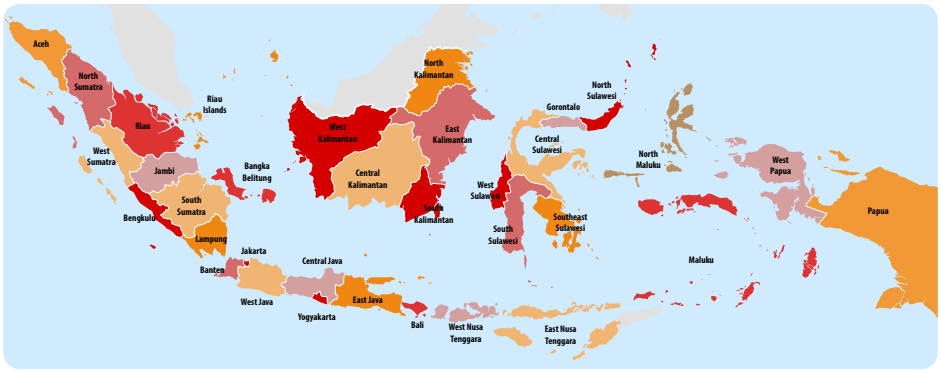 Aceh
North
Sumatra
Riau
Riau
Islands
West
Sumatra
Jambi
Bangka
Belitung
South
Sumatra
Bengkulu
Lampung
Jakarta
Banten
West Java
Central Java
Yogyakarta
East Java
Bali
West Nusa
Tenggara
East Nusa
Tenggara
West
Kalimantan
Central
Kalimantan
South
Kalimantan
East
Kalimantan
North
Kalimantan
North
Sulawesi
Gorontalo
Central
Sulawesi
West
Sulawesi
South
Sulawesi
Southeast
Sulawesi
North
Maluku
Maluku
West
Papua
Papua